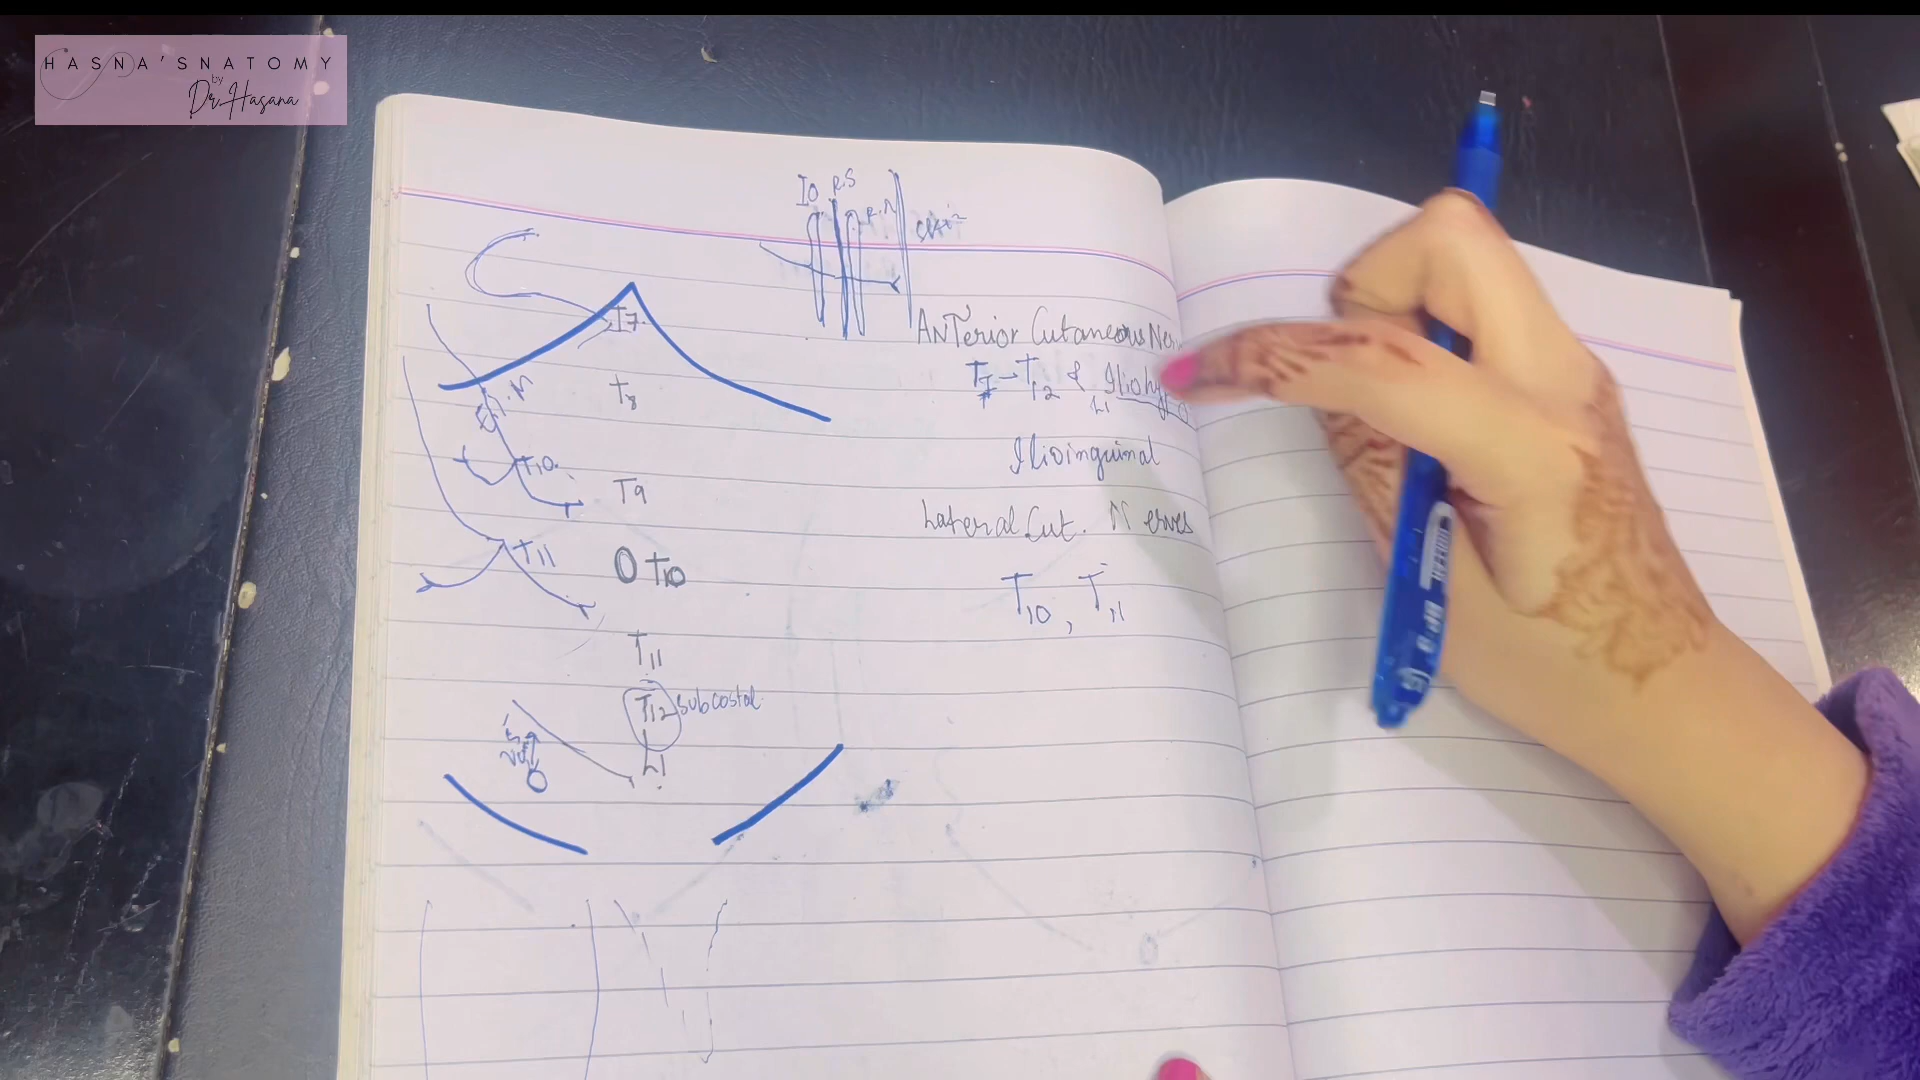 HASNA'SNATOMY
by
Dr.Hasana
IO R.S
R.M
Skin
T7
T8
T10
T9
T11
O T10
T11
T12 Subcostal
L1
ANTerior Cutaneous
T7 - T12 &
L1
Ilioinguinal
Lateral Cut. Nerves
T10, T11